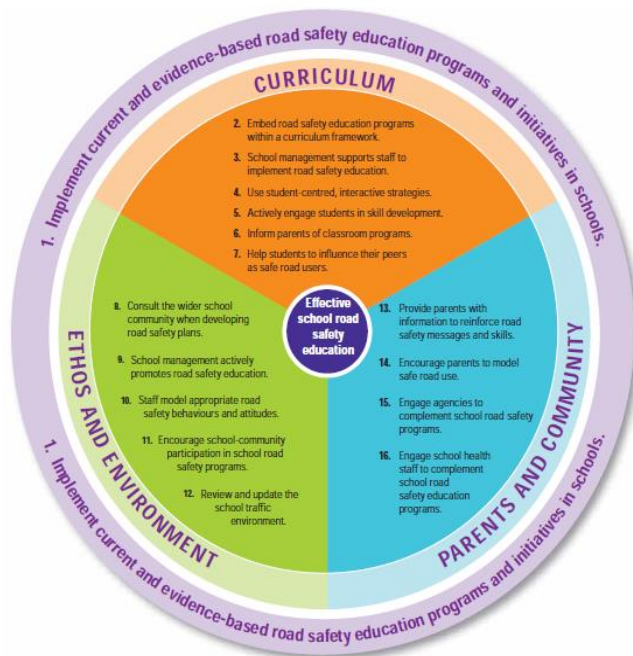 1. Implement current and evidence-based road safety education programs and initiatives in schools.
CURRICULUM
2. Embed road safety education programs
within a curriculum framework.
3. School management supports staff to
implement road safety education.
4. Use student-centred, interactive strategies.
5. Actively engage students in skill development.
6. Inform parents of classroom programs.
7. Help students to influence their peers
as safe road users.
Effective
school road
safety
education
ETHOS AND ENVIRONMENT
8. Consult the wider school
community when developing
road safety plans.
9. School management actively
promotes road safety education.
10. Staff model appropriate road
safety behaviours and attitudes.
11. Encourage school-community
participation in school road
safety programs.
12. Review and update the
school traffic
environment.
PARENTS AND COMMUNITY
13. Provide parents with
information to reinforce road
safety messages and skills.
14. Encourage parents to model
safe road use.
15. Engage agencies to
complement school road safety
programs.
16. Engage school health
staff to complement
school road
safety education
programs.
1. Implement current and evidence-based road safety education programs and initiatives in schools.